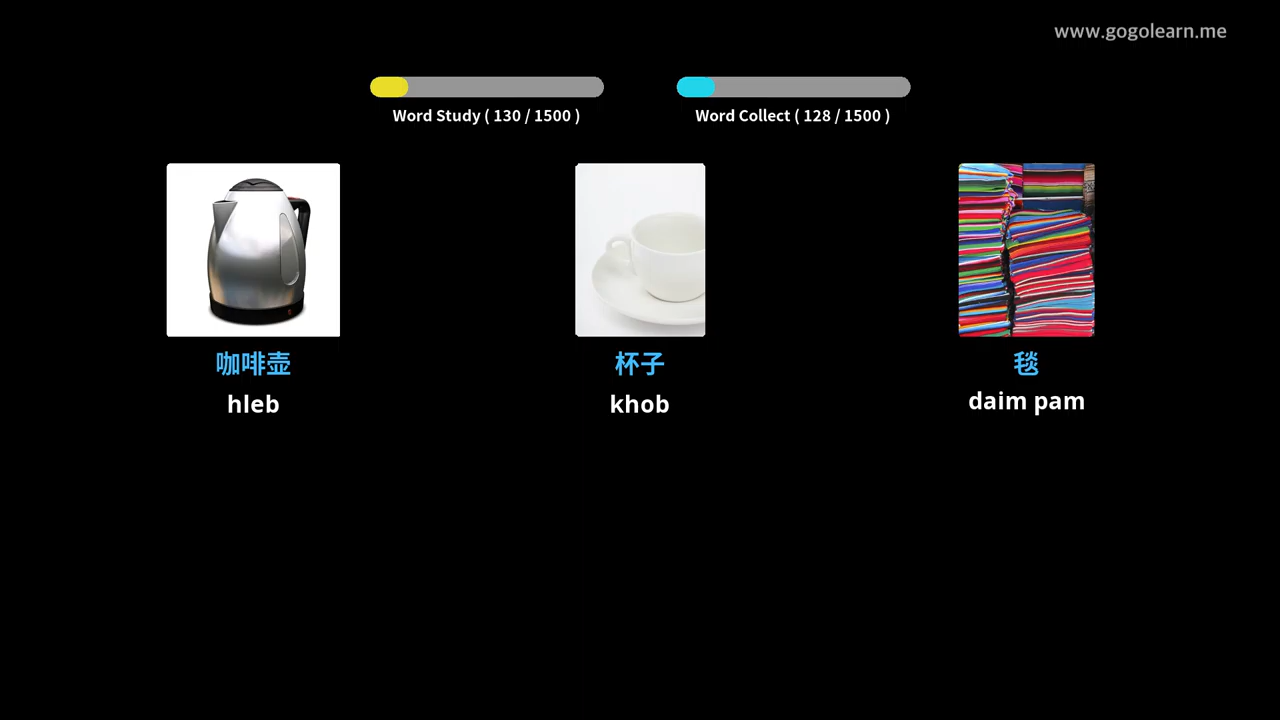 www.gogolearn.me
Word Study ( 130 / 1500 )
Word Collect ( 128 / 1500 )
咖啡壶
hleb
杯子
khob
毯
daim pam